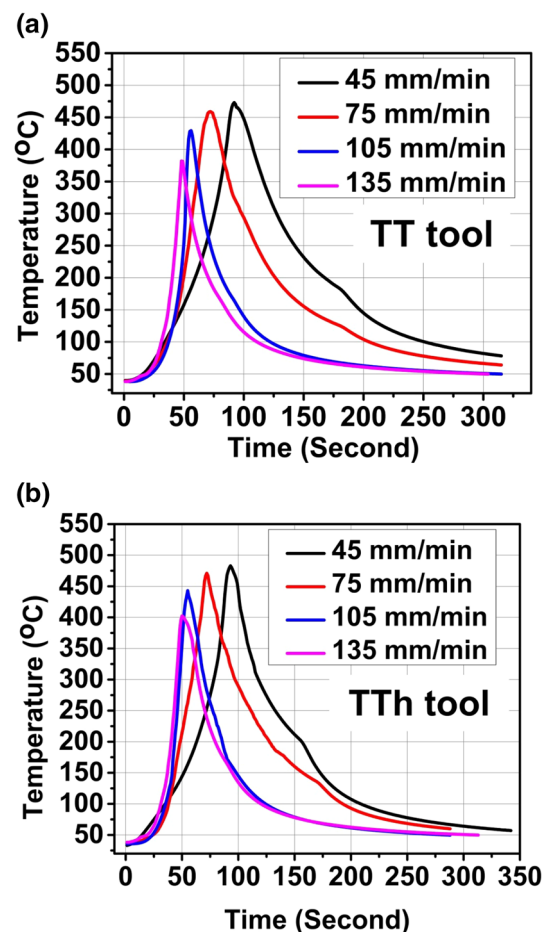 (a)
550
500
450
400
350
300
250
200
150
100
50
Temperature (ºC)
45 mm/min
75 mm/min
105 mm/min
135 mm/min
TT tool
0 50 100 150 200 250 300
Time (Second)
(b)
550
500
450
400
350
300
250
200
150
100
50
Temperature (ºC)
45 mm/min
75 mm/min
105 mm/min
135 mm/min
TTh tool
0 50 100 150 200 250 300 350
Time (Second)